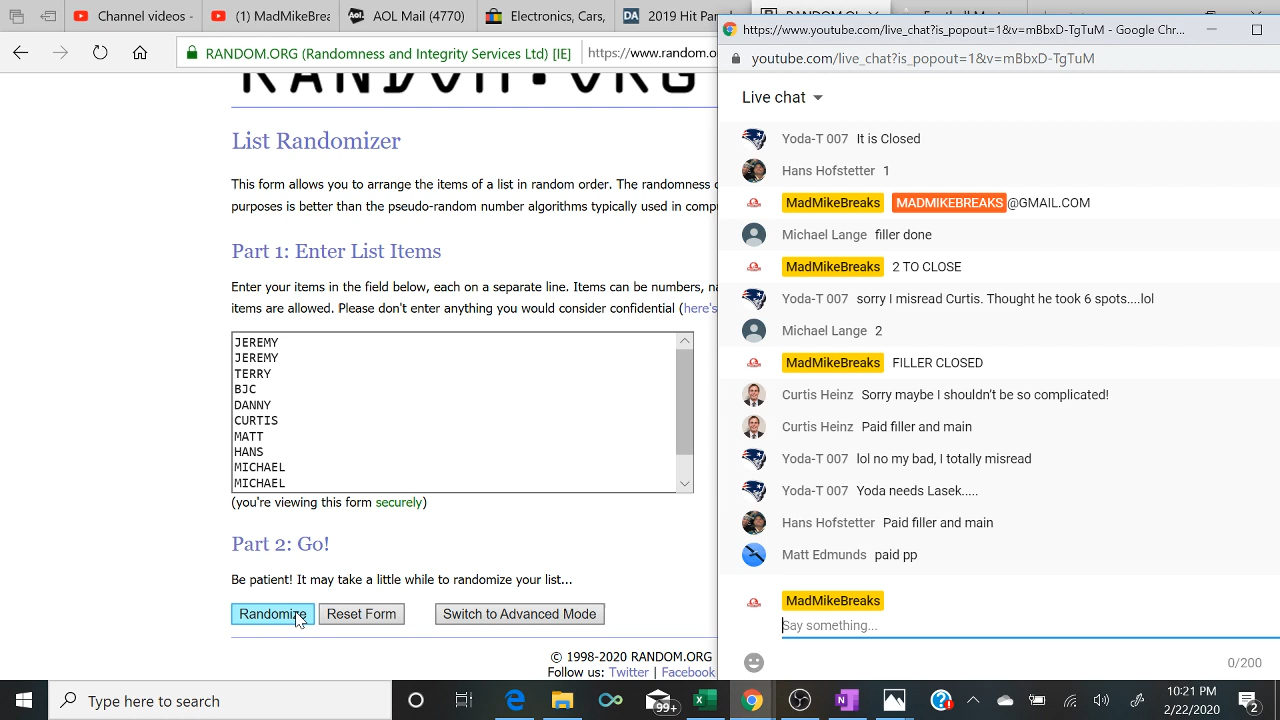 Channel videos -
(1) MadMikeBre
AOL Mail (4770)
Electronics, Cars,
DA 2019 Hit Par
RANDOM.ORG (Randomness and Integrity Services Ltd) [IE]
https://www.random.o
RANDOM.ORG
List Randomizer
This form allows you to arrange the items of a list in random order. The randomness
purposes is better than the pseudo-random number algorithms typically used in comp
Part 1: Enter List Items
Enter your items in the field below, each on a separate line. Items can be numbers, na
items are allowed. Please don't enter anything you would consider confidential (here's
JEREMY
JEREMY
TERRY
BJC
DANNY
CURTIS
MATT
HANS
MICHAEL
MICHAEL
(you're viewing this form securely)
Part 2: Go!
Be patient! It may take a little while to randomize your list...
Randomize
Reset Form
Switch to Advanced Mode
© 1998-2020 RANDOM.ORG
Follow us: Twitter | Facebook
https://www.youtube.com/live_chat?is_popout=1&v=mBbxD-TgTuM - Google Chr...
youtube.com/live_chat?is_popout=1&v=mBbxD-TgTuM
Live chat
Yoda-T 007 It is Closed
Hans Hofstetter 1
MadMikeBreaks MADMIKEBREAKS@GMAIL.COM
Michael Lange filler done
MadMikeBreaks 2 TO CLOSE
Yoda-T 007 sorry I misread Curtis. Thought he took 6 spots....lol
Michael Lange 2
MadMikeBreaks FILLER CLOSED
Curtis Heinz Sorry maybe I shouldn't be so complicated!
Curtis Heinz Paid filler and main
Yoda-T 007 lol no my bad, I totally misread
Yoda-T 007 Yoda needs Lasek.....
Hans Hofstetter Paid filler and main
Matt Edmunds paid pp
MadMikeBreaks
Say something...
0/200
Type here to search
99+
10:21 PM
2/22/2020
2